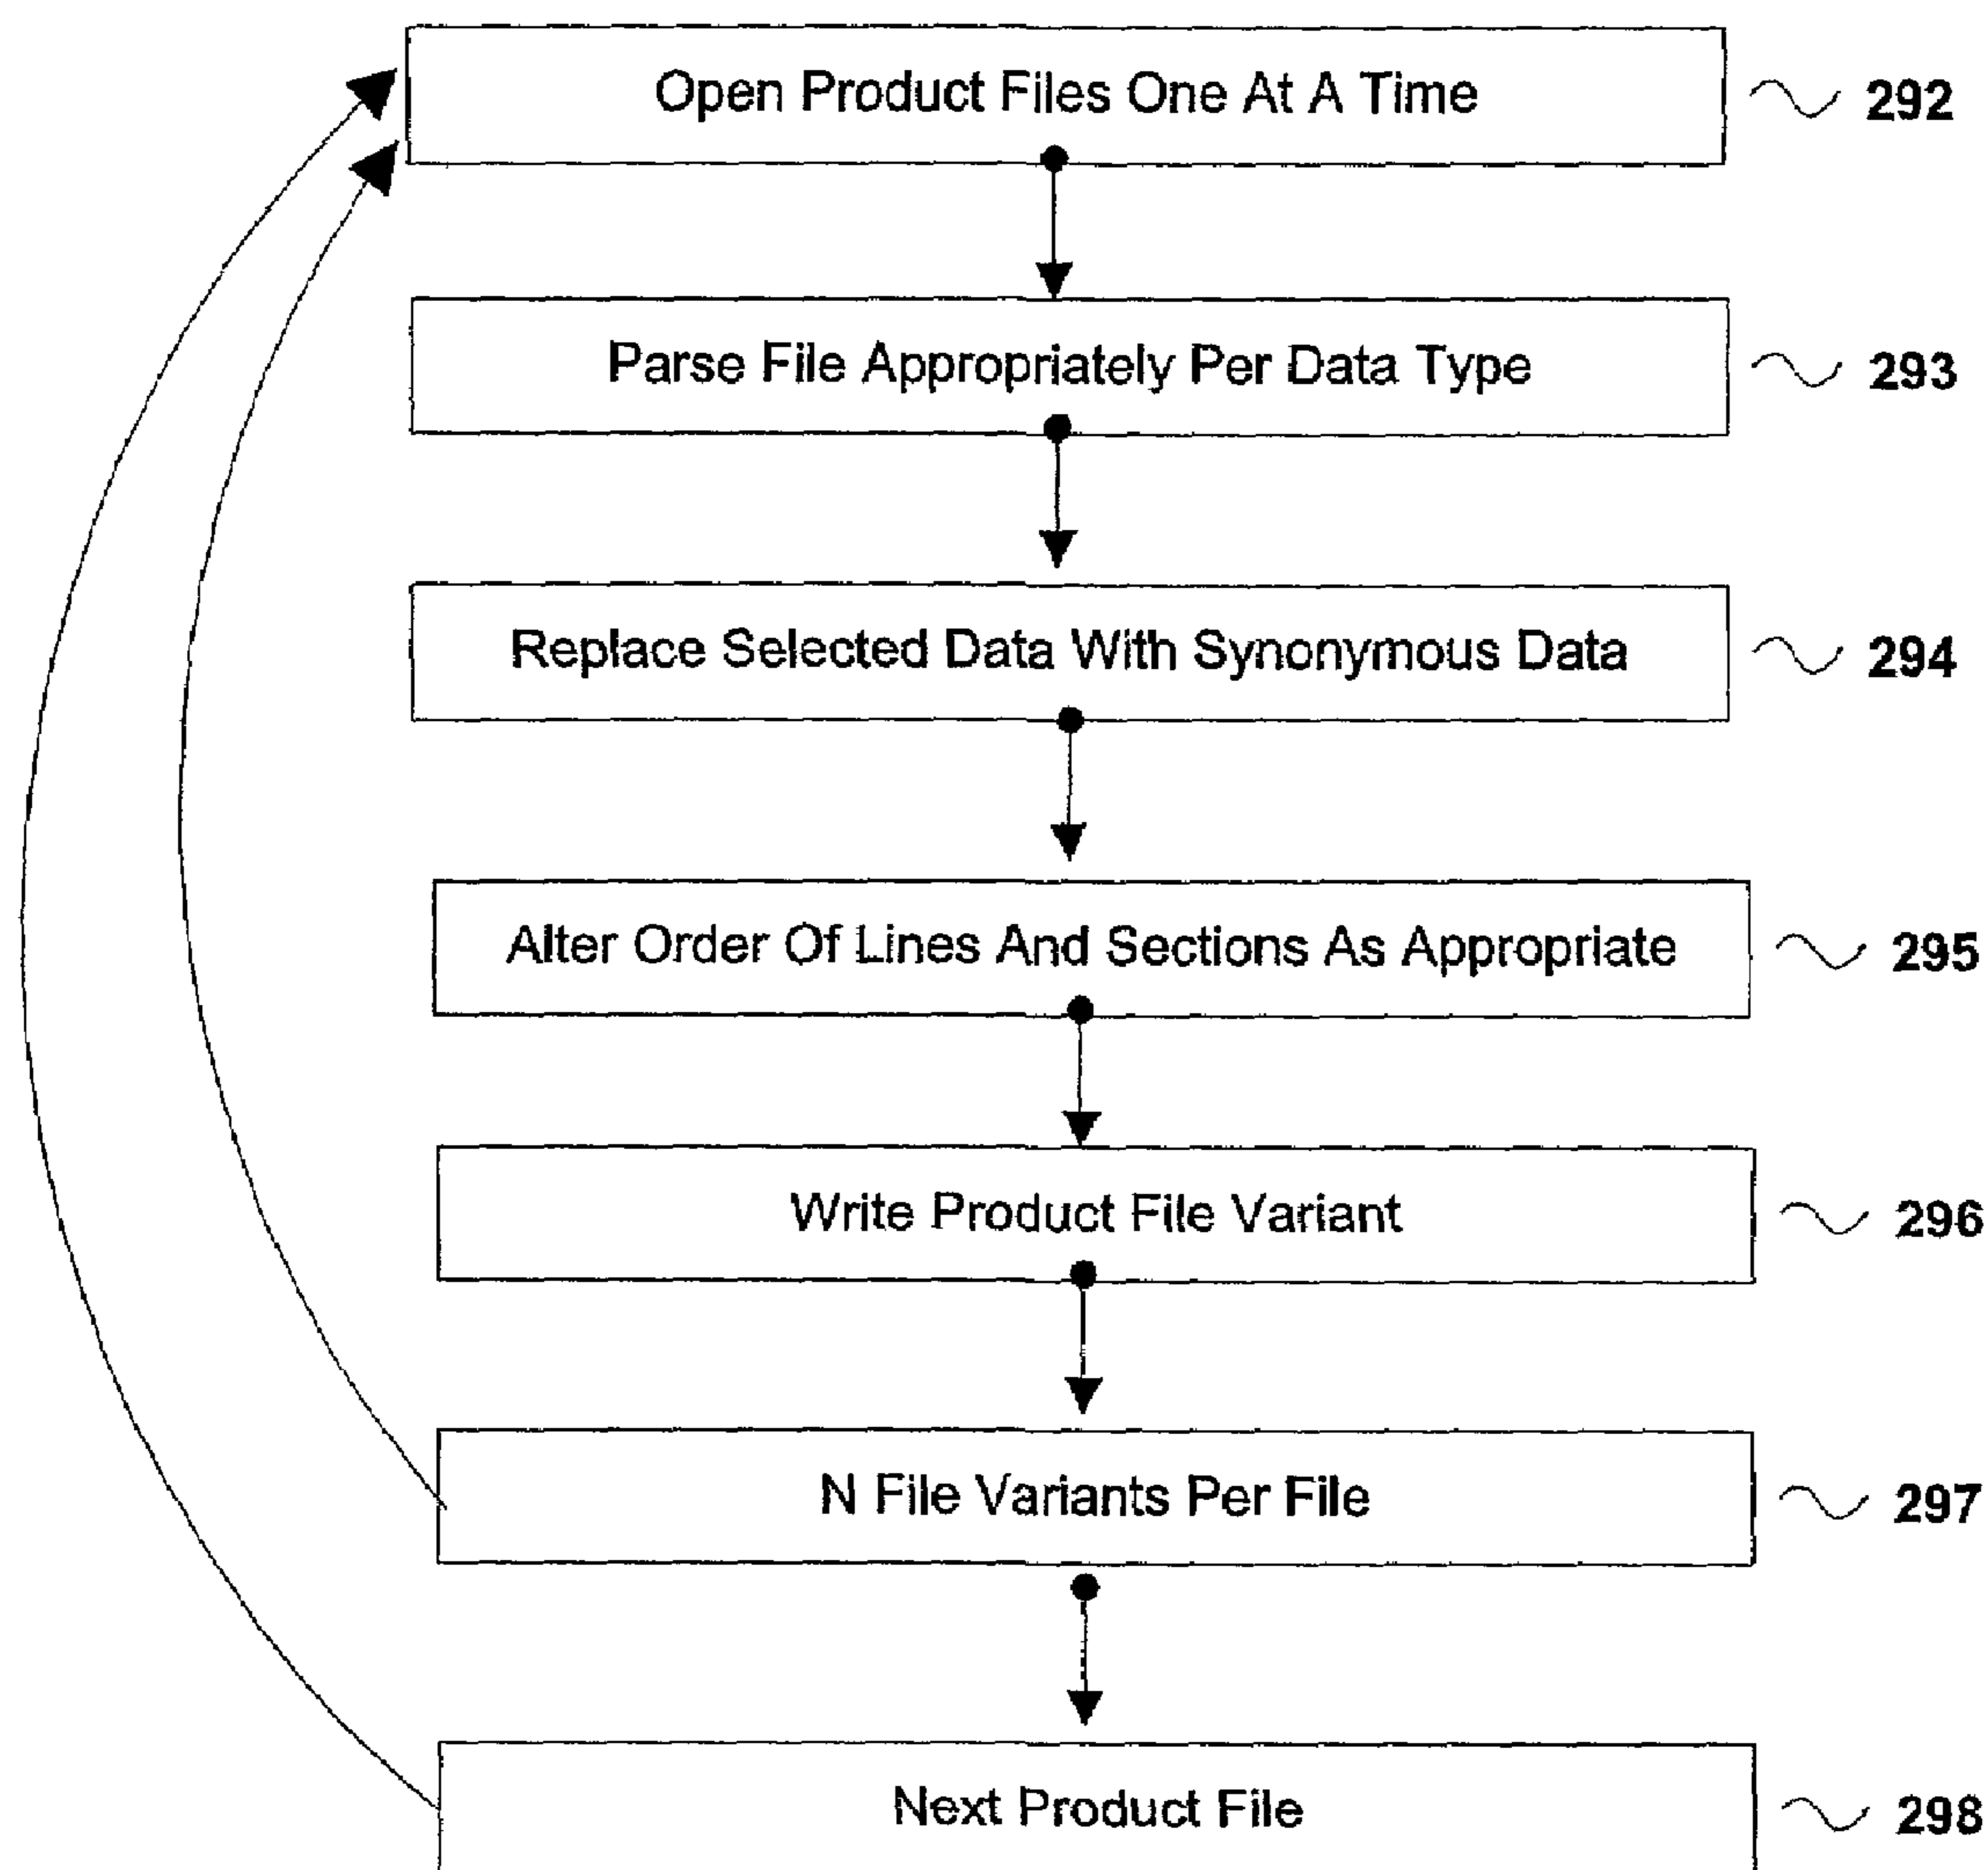 Open Product Files One At A Time
292
Parse File Appropriately Per Data Type
293
Replace Selected Data With Synonymous Data
294
Alter Order Of Lines And Sections As Appropriate
295
Write Product File Variant
296
N File Variants Per File
297
Next Product File
298